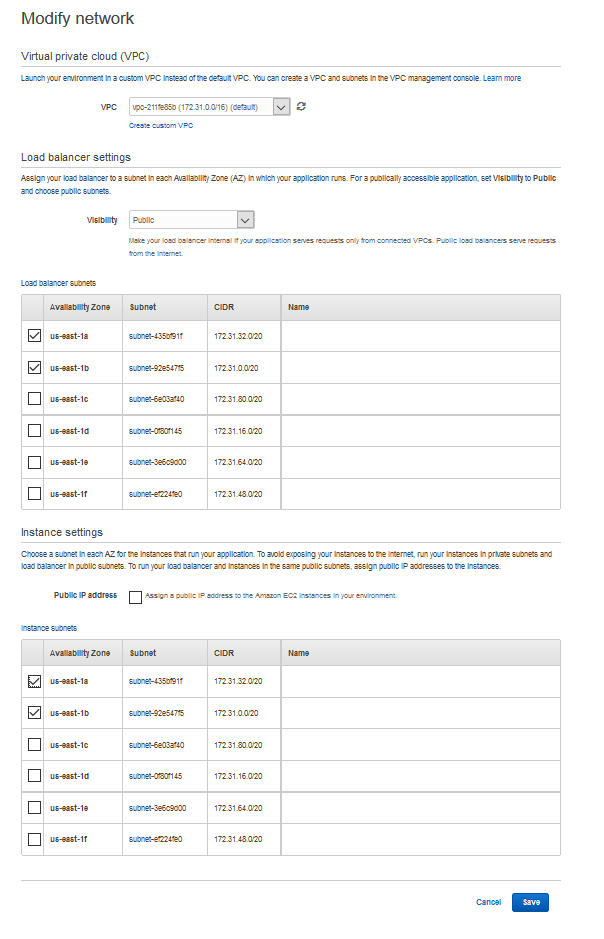 Modify network
Virtual private cloud (VPC)
Launch your environment in a custom VPC instead of the default VPC. You can create a VPC and subnets in the VPC management console. Learn more
VPC vpc-211fe85b (172.31.0.0/16) (default)
Create custom VPC
Load balancer settings
Assign your load balancer to a subnet in each Availability Zone (AZ) in which your application runs. For a publically accessible application, set Visibility to Public
and choose public subnets.
Visibility Public
Make your load balancer internal if your application serves requests only from connected VPCs. Public load balancers serve requests
from the Internet.
Load balancer subnets
Availability Zone Subnet CIDR Name
us-east-1a subnet-435bf91f 172.31.32.0/20
us-east-1b subnet-92e547f5 172.31.0.0/20
us-east-1c subnet-6e03af40 172.31.80.0/20
us-east-1d subnet-0f80f145 172.31.16.0/20
us-east-1e subnet-3e6c9d00 172.31.64.0/20
us-east-1f subnet-ef224fe0 172.31.48.0/20
Instance settings
Choose a subnet in each AZ for the instances that run your application. To avoid exposing your instances to the Internet, run your instances in private subnets and
load balancer in public subnets. To run your load balancer and instances in the same public subnets, assign public IP addresses to the instances.
Public IP address Assign a public IP address to the Amazon EC2 instances in your environment.
Instance subnets
Availability Zone Subnet CIDR Name
us-east-1a subnet-435bf91f 172.31.32.0/20
us-east-1b subnet-92e547f5 172.31.0.0/20
us-east-1c subnet-6e03af40 172.31.80.0/20
us-east-1d subnet-0f80f145 172.31.16.0/20
us-east-1e subnet-3e6c9d00 172.31.64.0/20
us-east-1f subnet-ef224fe0 172.31.48.0/20
Cancel Save